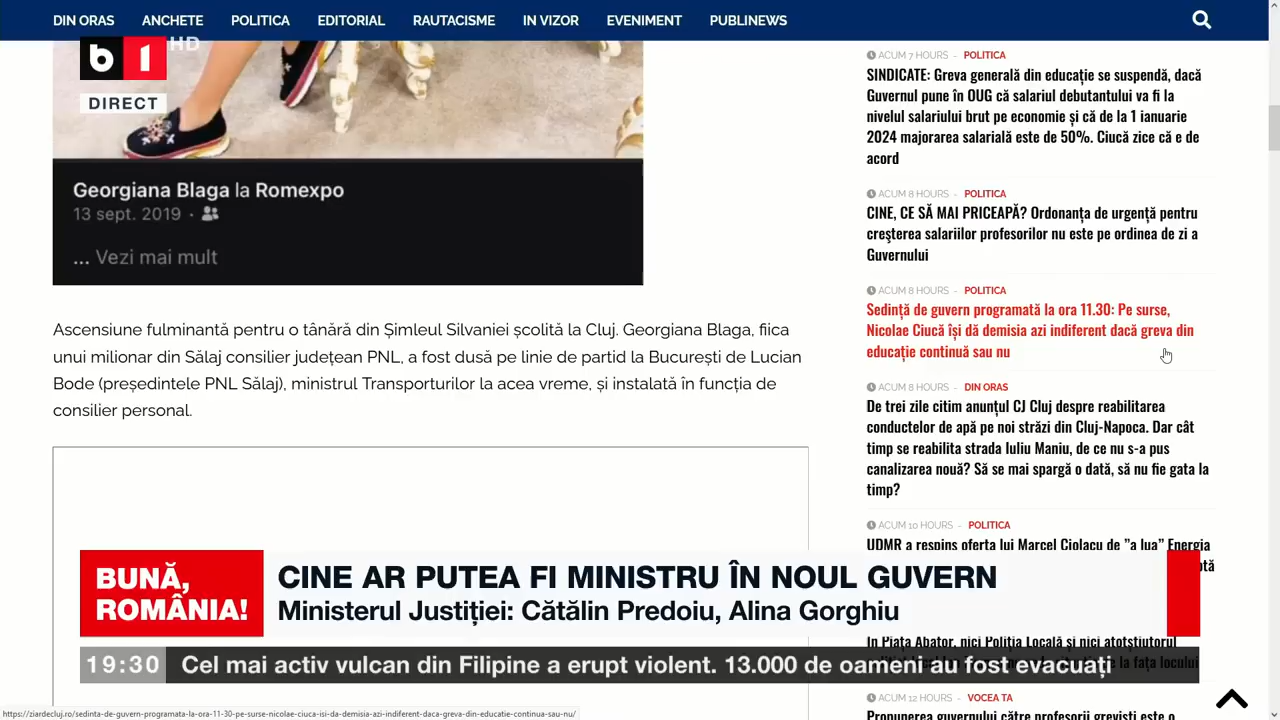 DIN ORAS ANCHETE POLITICA EDITORIAL RAUTACISME IN VIZOR EVENIMENT PUBLINEWS
b1 HD
DIRECT
Georgiana Blaga la Romexpo
13 sept. 2019 ·
... Vezi mai mult
Ascensiune fulminantă pentru o tânără din Șimleul Silvaniei școlită la Cluj. Georgiana Blaga, fiica
unui milionar din Sălaj consilier județean PNL, a fost dusă pe linie de partid la București de Lucian
Bode (președintele PNL Sălaj), ministrul Transporturilor la acea vreme, și instalată în funcția de
consilier personal.
ACUM 7 HOURS - POLITICA
SINDICATE: Greva generală din educație se suspendă, dacă
Guvernul pune în OUG că salariul debutantului va fi la
nivelul salariului brut pe economie și că de la 1 ianuarie
2024 majorarea salarială este de 50%. Ciucă zice că e de
acord
ACUM 8 HOURS - POLITICA
CINE, CE SĂ MAI PRICEAPĂ? Ordonanța de urgență pentru
creşterea salariilor profesorilor nu este pe ordinea de zi a
Guvernului
ACUM 8 HOURS - POLITICA
Sedință de guvern programată la ora 11.30: Pe surse,
Nicolae Ciucă își dă demisia azi indiferent dacă greva din
educație continuă sau nu
ACUM 8 HOURS - DIN ORAS
De trei zile citim anunțul CJ Cluj despre reabilitarea
conductelor de apă pe noi străzi din Cluj-Napoca. Dar cât
timp se reabilita strada Iuliu Maniu, de ce nu s-a pus
canalizarea nouă? Să se mai spargă o dată, să nu fie gata la
timp?
ACUM 10 HOURS - POLITICA
UDMR a respins oferta lui Marcel Ciolacu de ”a lua” Energia
In Piața Abator, nici Poliția Locală și nici atotștiutorul
la fața locului
ACUM 12 HOURS - VOCEA TA
Propunerea guvernului către profesorii greviști este o
BUNĂ,
ROMÂNIA!
CINE AR PUTEA FI MINISTRU ÎN NOUL GUVERN
Ministerul Justiției: Cătălin Predoiu, Alina Gorghiu
19:30 Cel mai activ vulcan din Filipine a erupt violent. 13.000 de oameni au fost evacuați
https://ziardecluj.ro/sedinta-de-guvern-programata-la-ora-11-30-pe-surse-nicolae-ciuca-isi-da-demisia-azi-indiferent-daca-greva-din-educatie-continua-sau-nu/